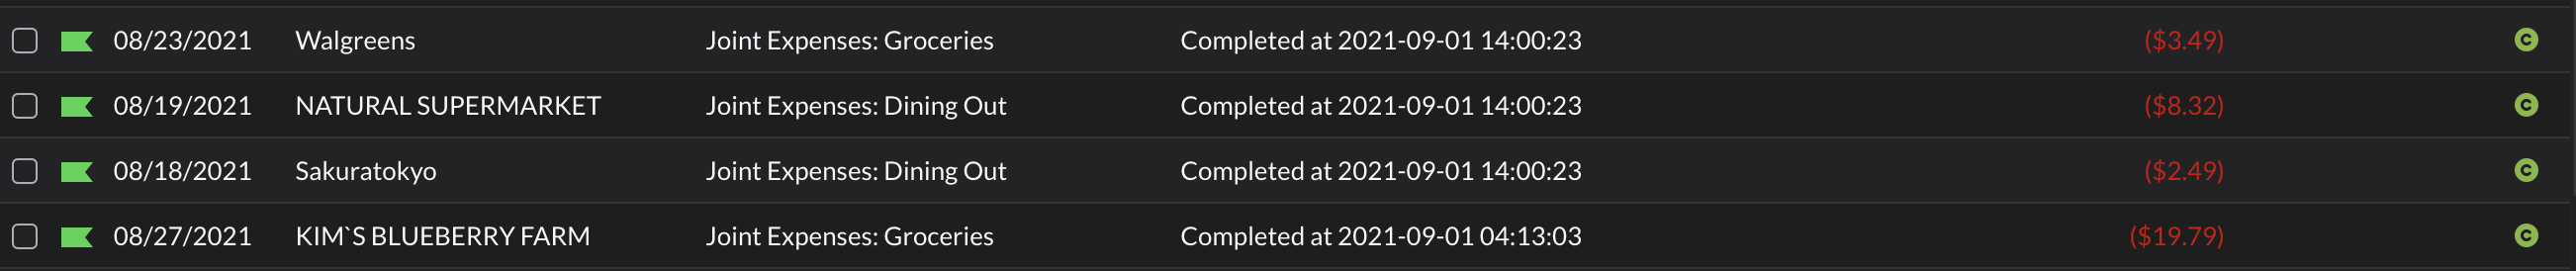 08/23/2021 Walgreens Joint Expenses: Groceries Completed at 2021-09-01 14:00:23 ($3.49) C
08/19/2021 NATURAL SUPERMARKET Joint Expenses: Dining Out Completed at 2021-09-01 14:00:23 ($8.32) C
08/18/2021 Sakuratokyo Joint Expenses: Dining Out Completed at 2021-09-01 14:00:23 ($2.49) C
08/27/2021 KIM`S BLUEBERRY FARM Joint Expenses: Groceries Completed at 2021-09-01 04:13:03 ($19.79) C